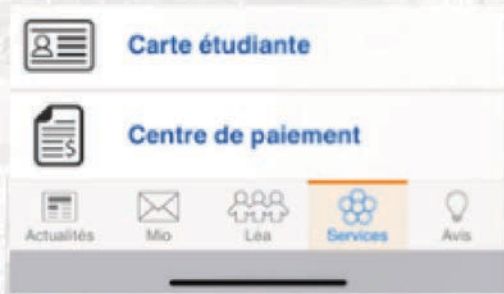 Carte étudiante
Centre de paiement
Actualités Mio Léa Services Avis